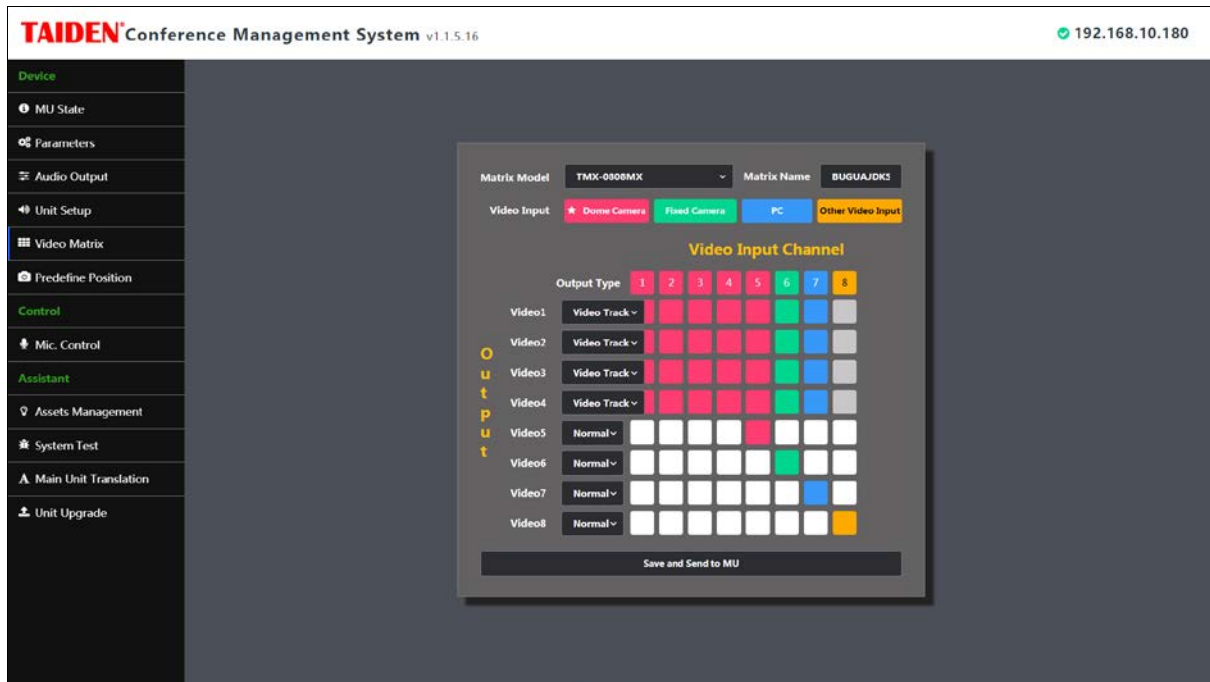 TAIDEN® Conference Management System v1.1.5.16
192.168.10.180
Device
MU State
Parameters
Audio Output
Unit Setup
Video Matrix
Predefine Position
Control
Mic. Control
Assistant
Assets Management
System Test
Main Unit Translation
Unit Upgrade
Matrix Model TMX-0808MX Matrix Name BUGUAJDKS
Video Input Dome Camera Fixed Camera PC Other Video Input
Video Input Channel
Output Type 1 2 3 4 5 6 7 8
Output
Video1 Video Track
Video2 Video Track
Video3 Video Track
Video4 Video Track
Video5 Normal
Video6 Normal
Video7 Normal
Video8 Normal
Save and Send to MU